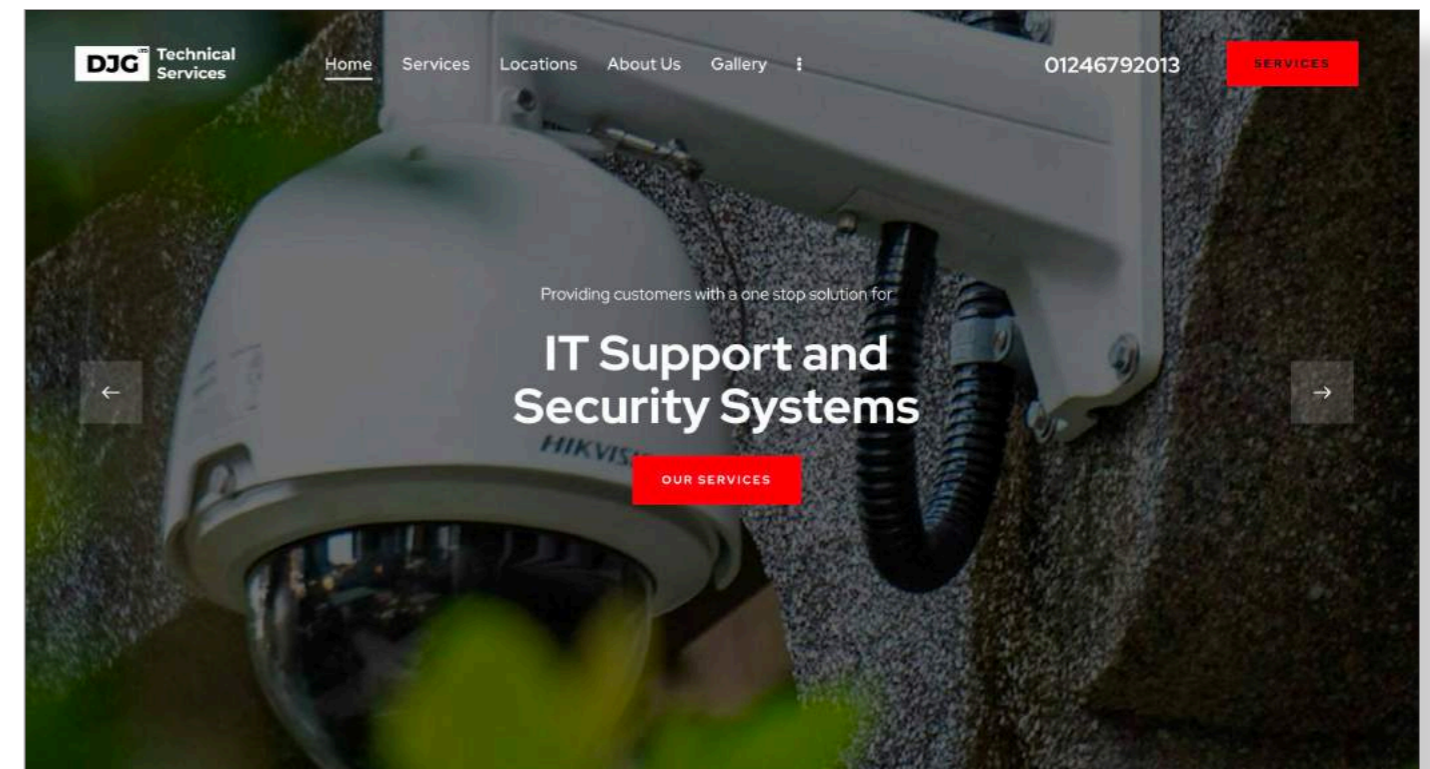 DJG Technical
Services
Home Services Locations About Us Gallery
01246792013
SERVICES
Providing customers with a one stop solution for
IT Support and
Security Systems
HIKVIS
OUR SERVICES